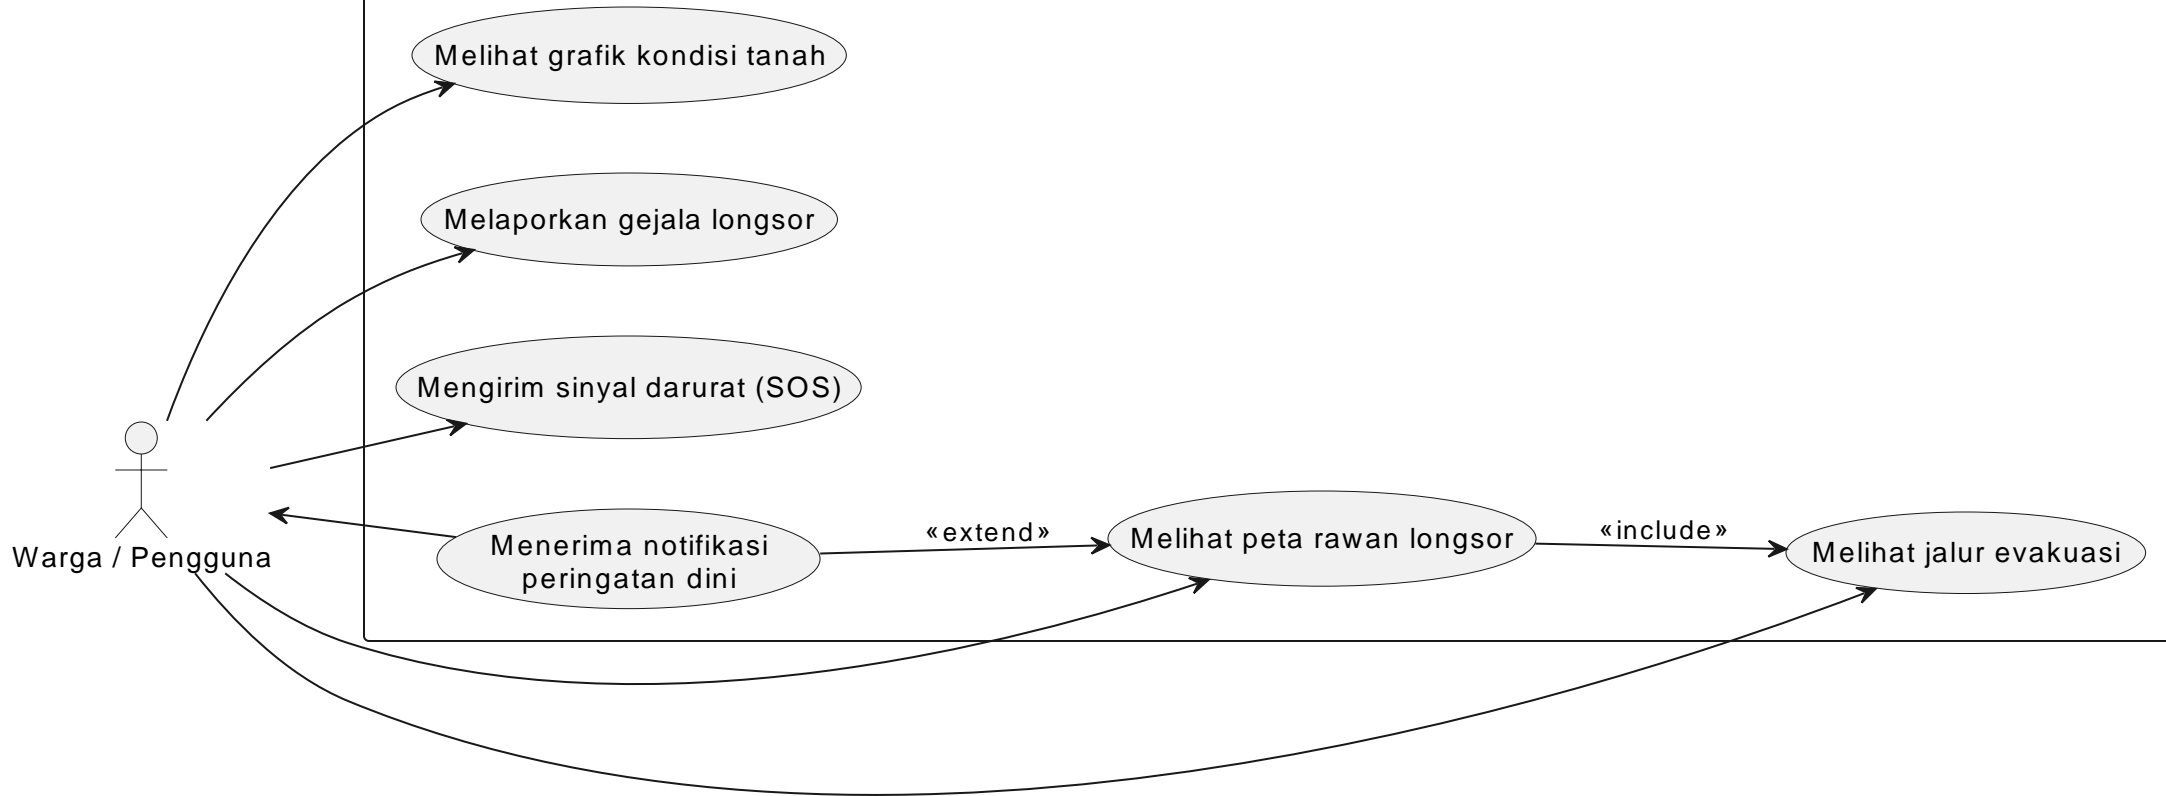 Melihat grafik kondisi tanah
Melaporkan gejala longsor
Mengirim sinyal darurat (SOS)
Menerima notifikasi
peringatan dini
«extend»
Melihat peta rawan longsor
«include»
Melihat jalur evakuasi
Warga / Pengguna